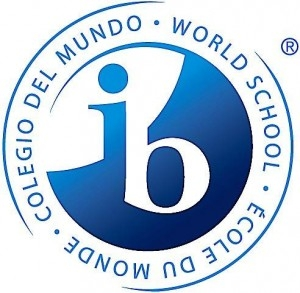 COLEGIO DEL MUNDO · WORLD SCHOOL · ÉCOLE DU MONDE ·
®
ib